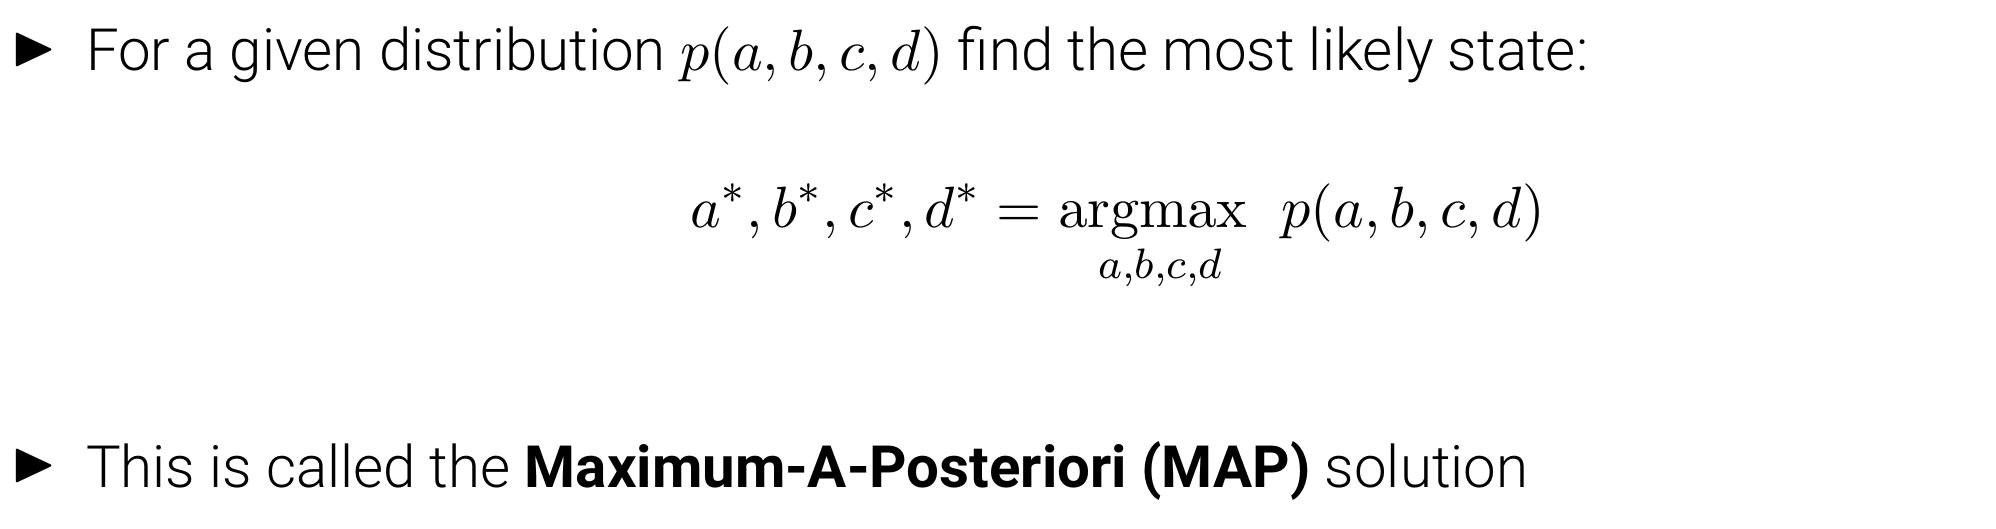 ► For a given distribution p(a, b, c, d) find the most likely state:
a*, b*, c*, d* = argmax p(a, b, c, d)
a,b,c,d
► This is called the Maximum-A-Posteriori (MAP) solution